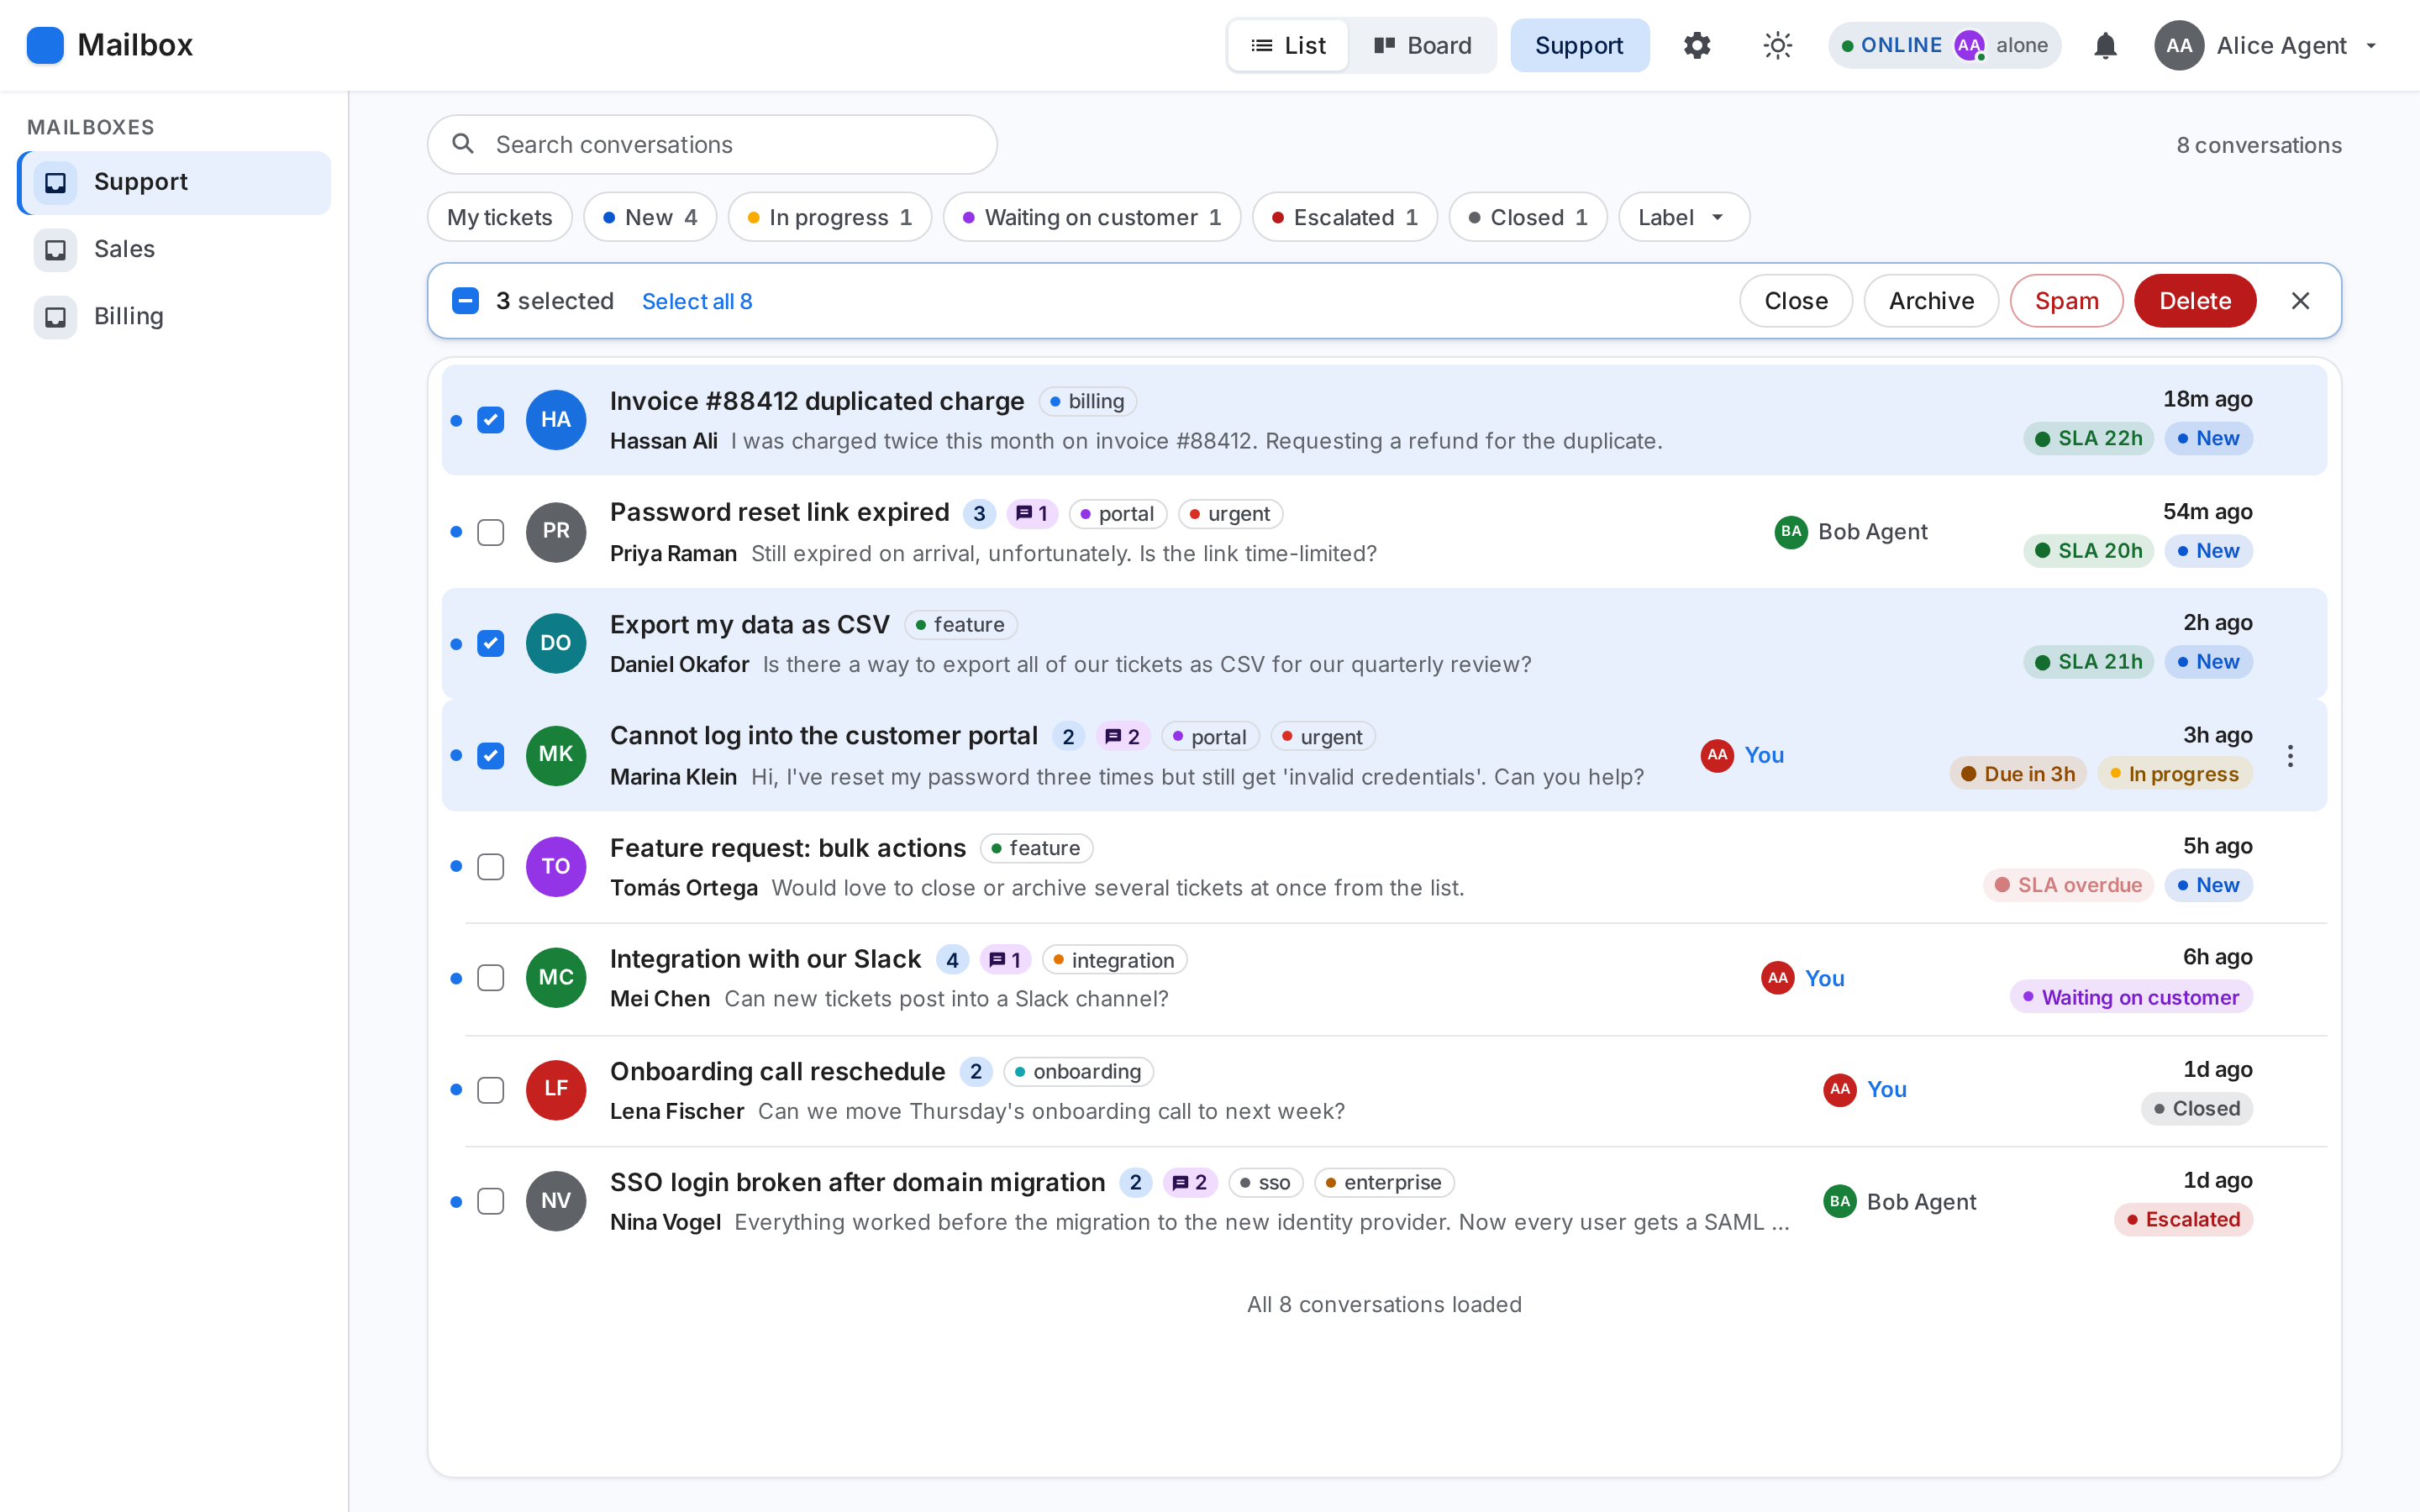 Mailbox
List
Board
Support
ONLINE AA alone
AA Alice Agent
MAILBOXES
Support
Sales
Billing
Search conversations
8 conversations
My tickets
New 4
In progress 1
Waiting on customer 1
Escalated 1
Closed 1
Label
3 selected
Select all 8
Close
Archive
Spam
Delete
HA
Invoice #88412 duplicated charge billing
Hassan Ali I was charged twice this month on invoice #88412. Requesting a refund for the duplicate.
18m ago
SLA 22h New
PR
Password reset link expired 3 1 portal urgent
Priya Raman Still expired on arrival, unfortunately. Is the link time-limited?
BA Bob Agent
54m ago
SLA 20h New
DO
Export my data as CSV feature
Daniel Okafor Is there a way to export all of our tickets as CSV for our quarterly review?
2h ago
SLA 21h New
MK
Cannot log into the customer portal 2 2 portal urgent
Marina Klein Hi, I've reset my password three times but still get 'invalid credentials'. Can you help?
AA You
3h ago
Due in 3h In progress
TO
Feature request: bulk actions feature
Tomás Ortega Would love to close or archive several tickets at once from the list.
5h ago
SLA overdue New
MC
Integration with our Slack 4 1 integration
Mei Chen Can new tickets post into a Slack channel?
AA You
6h ago
Waiting on customer
LF
Onboarding call reschedule 2 onboarding
Lena Fischer Can we move Thursday's onboarding call to next week?
AA You
1d ago
Closed
NV
SSO login broken after domain migration 2 2 sso enterprise
Nina Vogel Everything worked before the migration to the new identity provider. Now every user gets a SAML ...
BA Bob Agent
1d ago
Escalated
All 8 conversations loaded